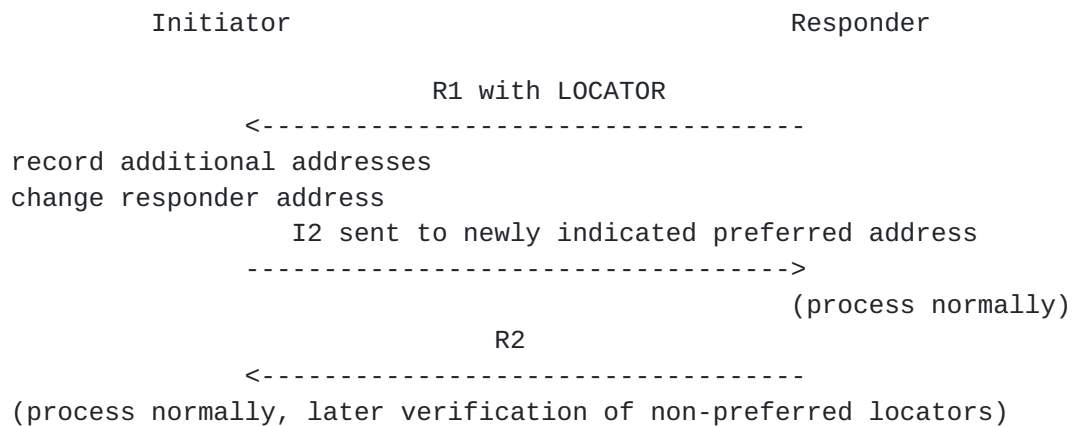 Initiator Responder
R1 with LOCATOR
<-----------------------------------
record additional addresses
change responder address
I2 sent to newly indicated preferred address
----------------------------------->
(process normally)
R2
<-----------------------------------
(process normally, later verification of non-preferred locators)